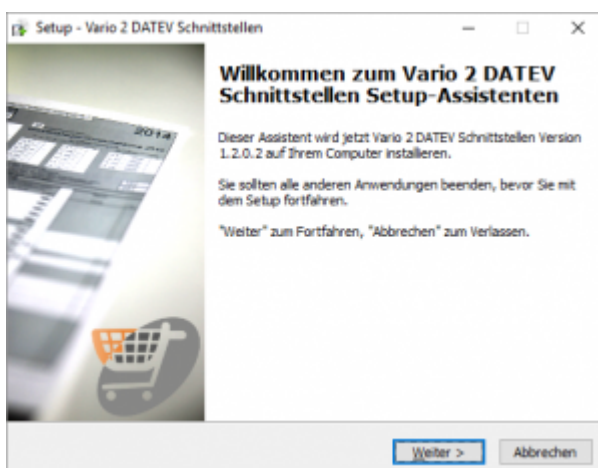 Setup - Vario 2 DATEV Schnittstellen
Willkommen zum Vario 2 DATEV
Schnittstellen Setup-Assistenten
Dieser Assistent wird jetzt Vario 2 DATEV Schnittstellen Version
1.2.0.2 auf Ihrem Computer installieren.
Sie sollten alle anderen Anwendungen beenden, bevor Sie mit
dem Setup fortfahren.
"Weiter" zum Fortfahren, "Abbrechen" zum Verlassen.
2014
Weiter >
Abbrechen